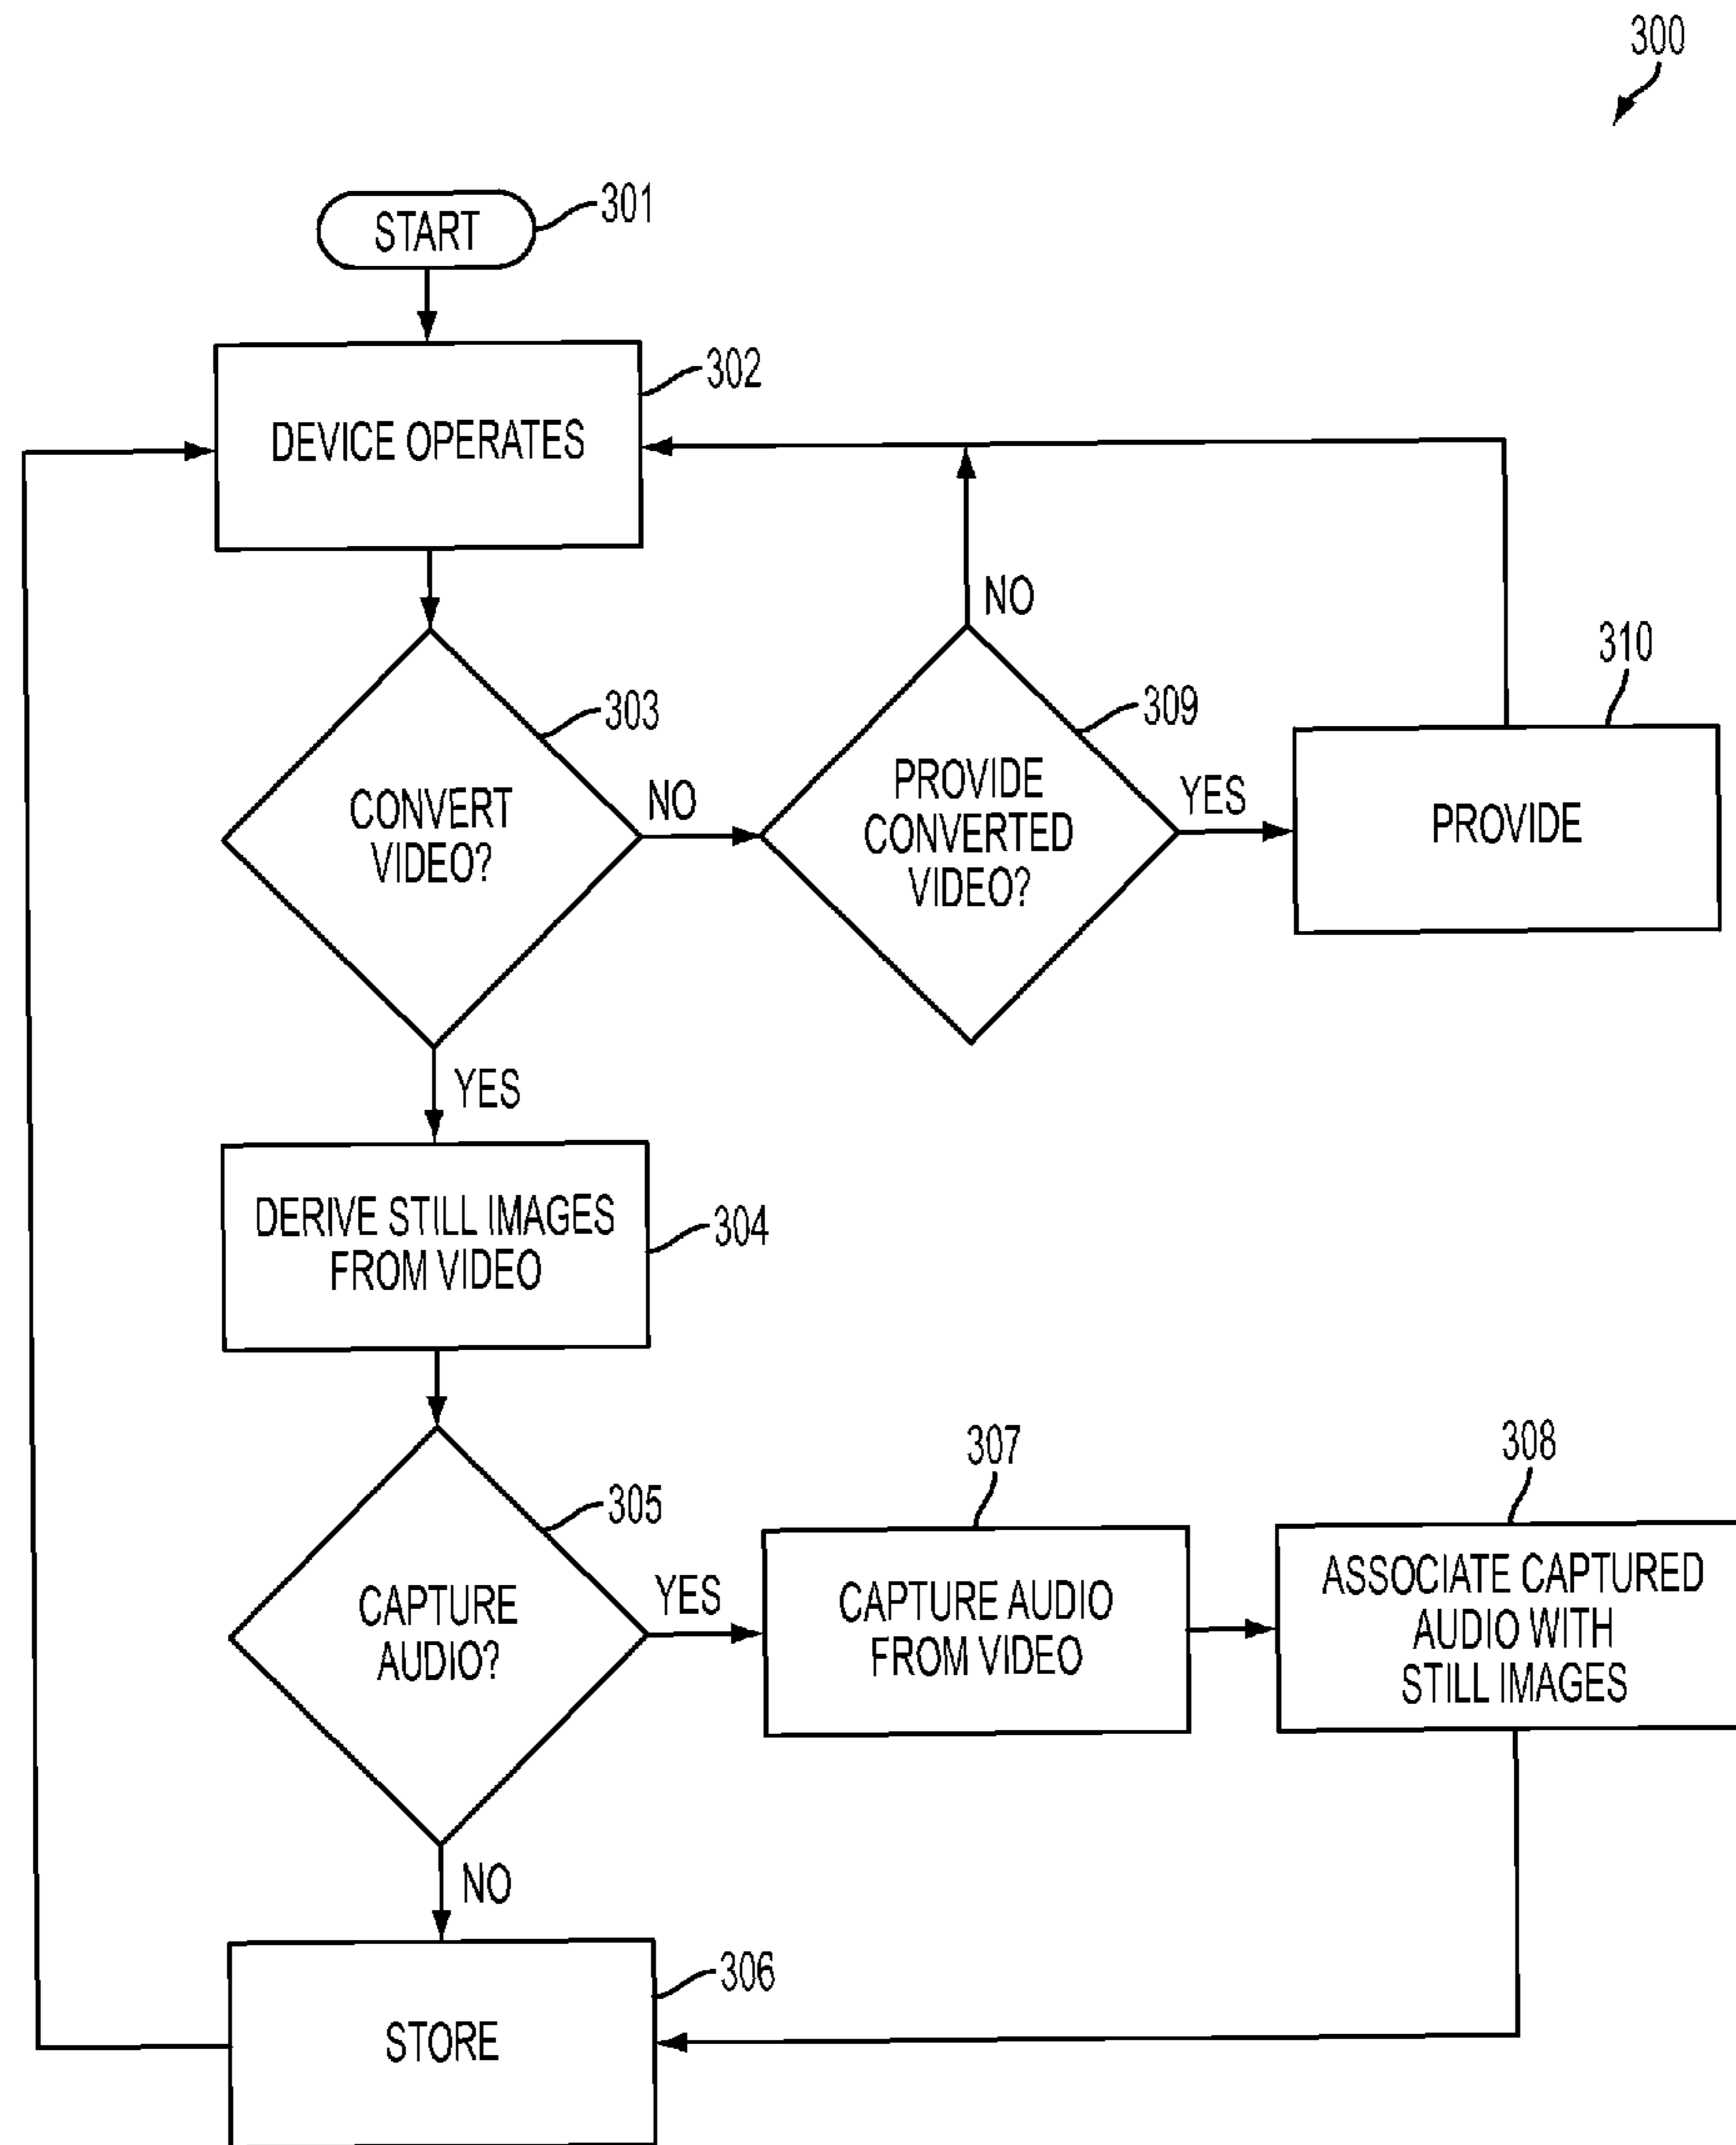 300
START
301
DEVICE OPERATES
302
CONVERT
VIDEO?
303
NO
YES
PROVIDE
CONVERTED
VIDEO?
309
NO
YES
PROVIDE
310
DERIVE STILL IMAGES
FROM VIDEO
304
CAPTURE
AUDIO?
305
YES
NO
CAPTURE AUDIO
FROM VIDEO
307
ASSOCIATE CAPTURED
AUDIO WITH
STILL IMAGES
308
STORE
306